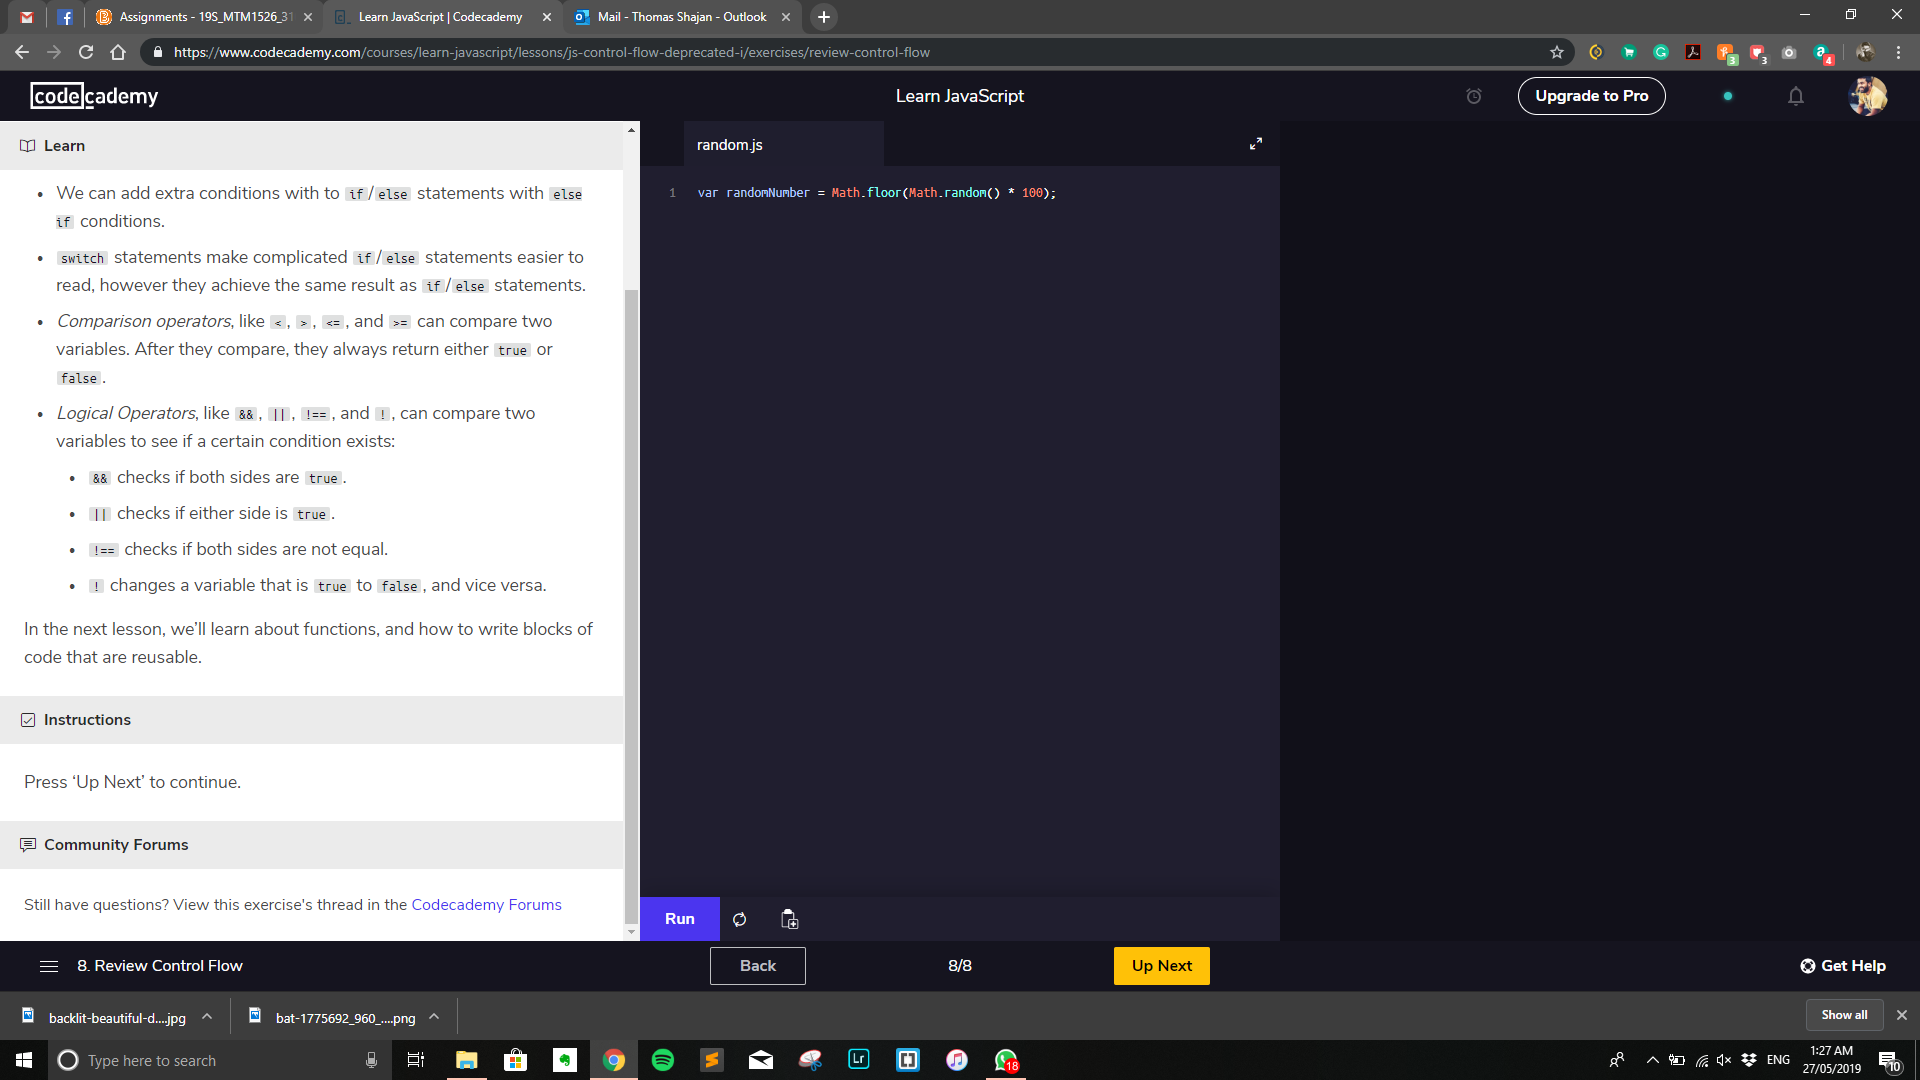 Assignments - 19S_MTM1526_31
Learn JavaScript | Codecademy
Mail - Thomas Shajan - Outlook
https://www.codecademy.com/courses/learn-javascript/lessons/js-control-flow-deprecated-i/exercises/review-control-flow
3
3
4
codecademy
Learn JavaScript
Upgrade to Pro
Learn
random.js
We can add extra conditions with to if/else statements with else
if conditions.
switch statements make complicated if/else statements easier to
read, however they achieve the same result as if/else statements.
Comparison operators, like <, >, <=, and >= can compare two
variables. After they compare, they always return either true or
false.
Logical Operators, like &&, ||, !==, and !, can compare two
variables to see if a certain condition exists:
&& checks if both sides are true.
|| checks if either side is true.
!== checks if both sides are not equal.
! changes a variable that is true to false, and vice versa.
In the next lesson, we’ll learn about functions, and how to write blocks of
code that are reusable.
Instructions
Press ‘Up Next’ to continue.
Community Forums
Still have questions? View this exercise's thread in the Codecademy Forums
1 var randomNumber = Math.floor(Math.random() * 100);
Run
8. Review Control Flow
Back
8/8
Up Next
Get Help
backlit-beautiful-d....jpg
bat-1775692_960_....png
Show all
Type here to search
Lr
18
ENG
1:27 AM
27/05/2019
10